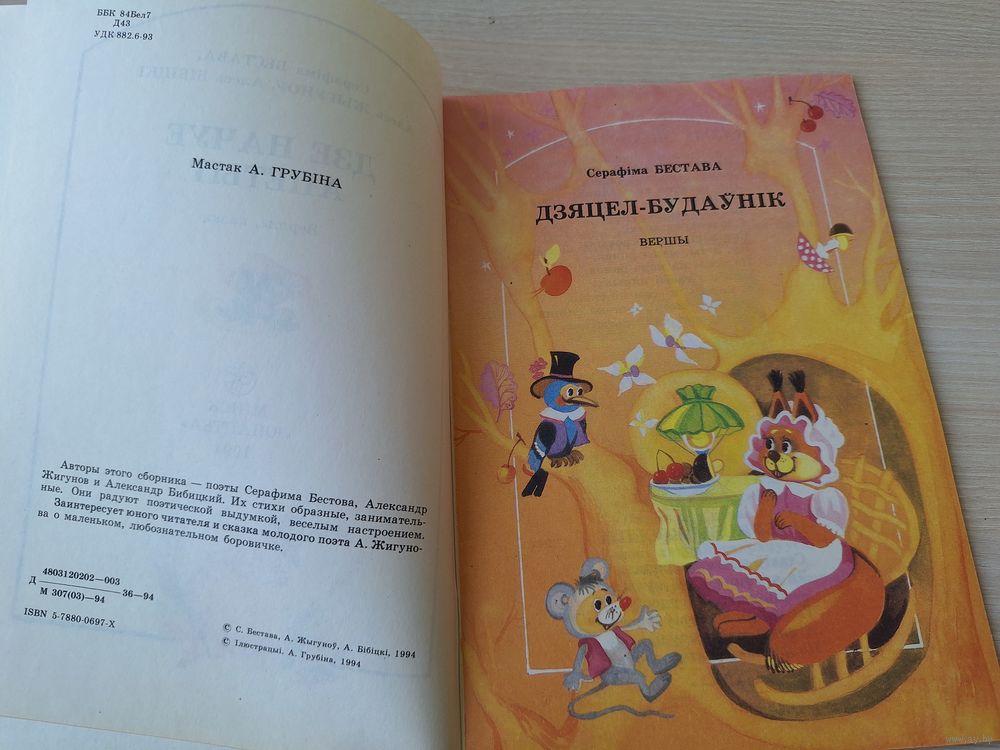 ББК 84Бел7
Д43
УДК 882.6-93
Мастак А. ГРУБІНА
Авторы этого сборника — поэты Серафима Бестова, Александр
Жигунов и Александр Бибицкий. Их стихи образные, заниматель-
ные. Они радуют поэтической выдумкой, веселым настроением.
Заинтересует юного читателя и сказка молодого поэта А. Жигуно-
ва о маленьком, любознательном боровичке.
4803120202—003
Д 36—94
М 307(03)—94
ISBN 5-7880-0697-X
© С. Бестава, А. Жыгуноў, А. Бібіцкі, 1994
© Ілюстрацыі. А. Грубіна, 1994
Серафіма БЕСТАВА
ДЗЯЦЕЛ-БУДАЎНІК
ВЕРШЫ
www.ay.by